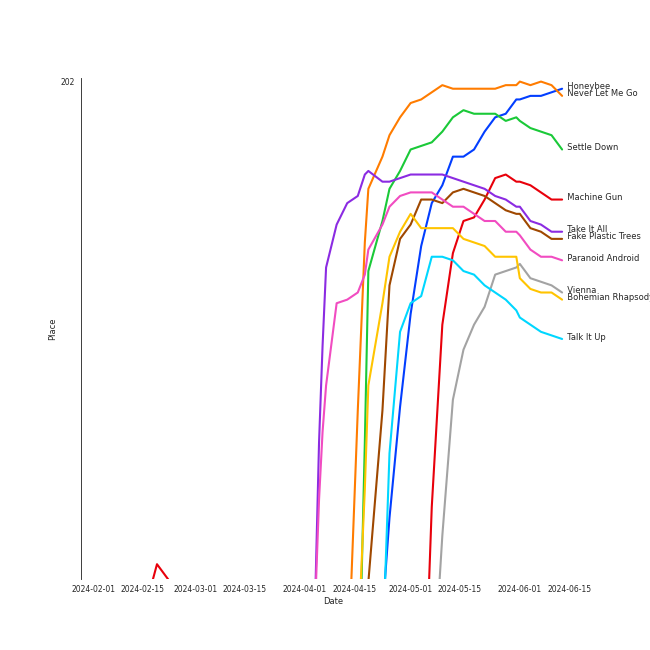 202
Honeybee
Never Let Me Go
Settle Down
Machine Gun
Take It All
Fake Plastic Trees
Paranoid Android
Vienna
Bohemian Rhapsod
Talk It Up
Place
2024-02-01 2024-02-15 2024-03-01 2024-03-15 2024-04-01 2024-04-15 2024-05-01 2024-05-15 2024-06-01 2024-06-15
Date